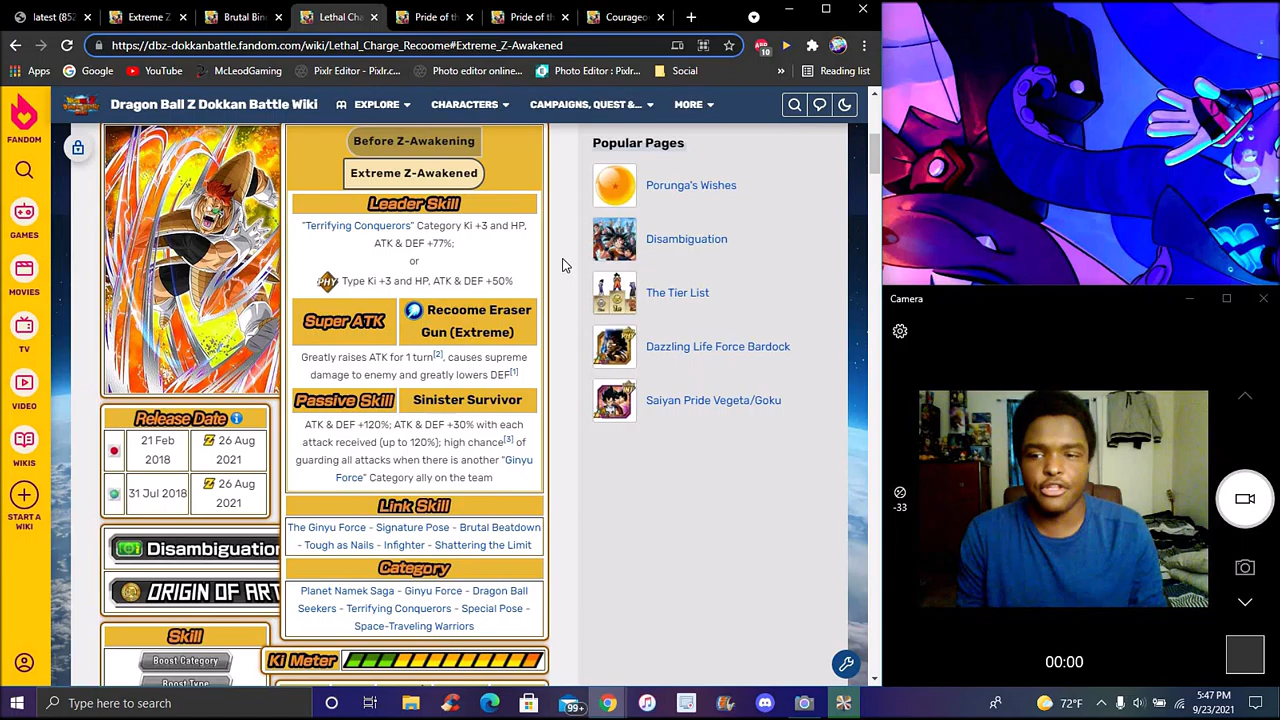 latest (852
Extreme Z
Brutal Bin
Lethal Cha
Pride of th
Pride of th
Courageou
https://dbz-dokkanbattle.fandom.com/wiki/Lethal_Charge_Recoome#Extreme_Z-Awakened
10
Apps
Google
YouTube
McLeodGaming
Pixlr Editor - Pixlr.c...
Photo editor online...
Photo Editor : Pixlr...
Social
»
Reading list
FANDOM
GAMES
MOVIES
TV
VIDEO
WIKIS
START A
WIKI
Dragon Ball Z Dokkan Battle Wiki
EXPLORE
CHARACTERS
CAMPAIGNS, QUEST &...
MORE
Before Z-Awakening
Extreme Z-Awakened
Leader Skill
"Terrifying Conquerors" Category Ki +3 and HP,
ATK & DEF +77%;
or
PHY Type Ki +3 and HP, ATK & DEF +50%
Super ATK
Recoome Eraser
Gun (Extreme)
Greatly raises ATK for 1 turn[2], causes supreme
damage to enemy and greatly lowers DEF[1]
Passive Skill
Sinister Survivor
ATK & DEF +120%; ATK & DEF +30% with each
attack received (up to 120%); high chance[3] of
guarding all attacks when there is another "Ginyu
Force" Category ally on the team
Link Skill
The Ginyu Force - Signature Pose - Brutal Beatdown
- Tough as Nails - Infighter - Shattering the Limit
Category
Planet Namek Saga - Ginyu Force - Dragon Ball
Seekers - Terrifying Conquerors - Special Pose -
Space-Traveling Warriors
Ki Meter
Release Date
21 Feb
2018
Z 26 Aug
2021
31 Jul 2018
Z 26 Aug
2021
Disambiguation
ORIGIN OF ART
Skill
Boost Category
Boost Type
Popular Pages
Porunga's Wishes
Disambiguation
The Tier List
Dazzling Life Force Bardock
Saiyan Pride Vegeta/Goku
Camera
-33
00:00
Type here to search
99+
72°F
5:47 PM
9/23/2021